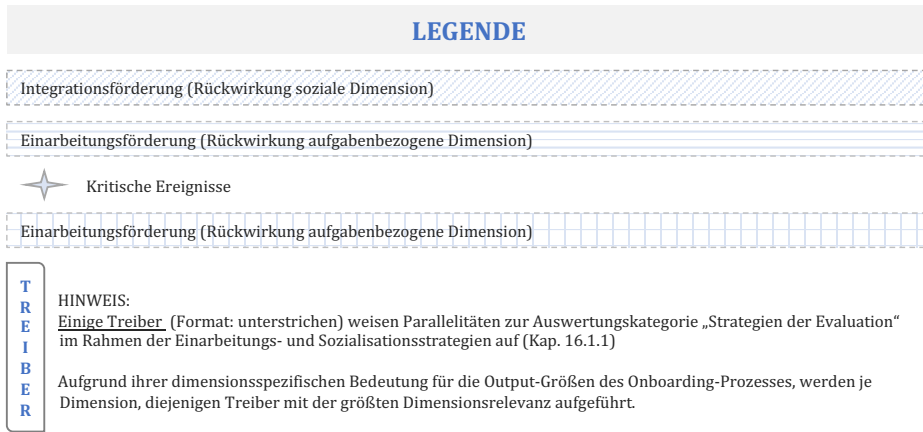 LEGENDE
Integrationsförderung (Rückwirkung soziale Dimension)
Einarbeitungsförderung (Rückwirkung aufgabenbezogene Dimension)
Kritische Ereignisse
Einarbeitungsförderung (Rückwirkung aufgabenbezogene Dimension)
TREIBER
HINWEIS:
Einige Treiber (Format: unterstrichen) weisen Parallelitäten zur Auswertungskategorie „Strategien der Evaluation“
im Rahmen der Einarbeitungs- und Sozialisationsstrategien auf (Kap. 16.1.1)
Aufgrund ihrer dimensionsspezifischen Bedeutung für die Output-Größen des Onboarding-Prozesses, werden je
Dimension, diejenigen Treiber mit der größten Dimensionsrelevanz aufgeführt.